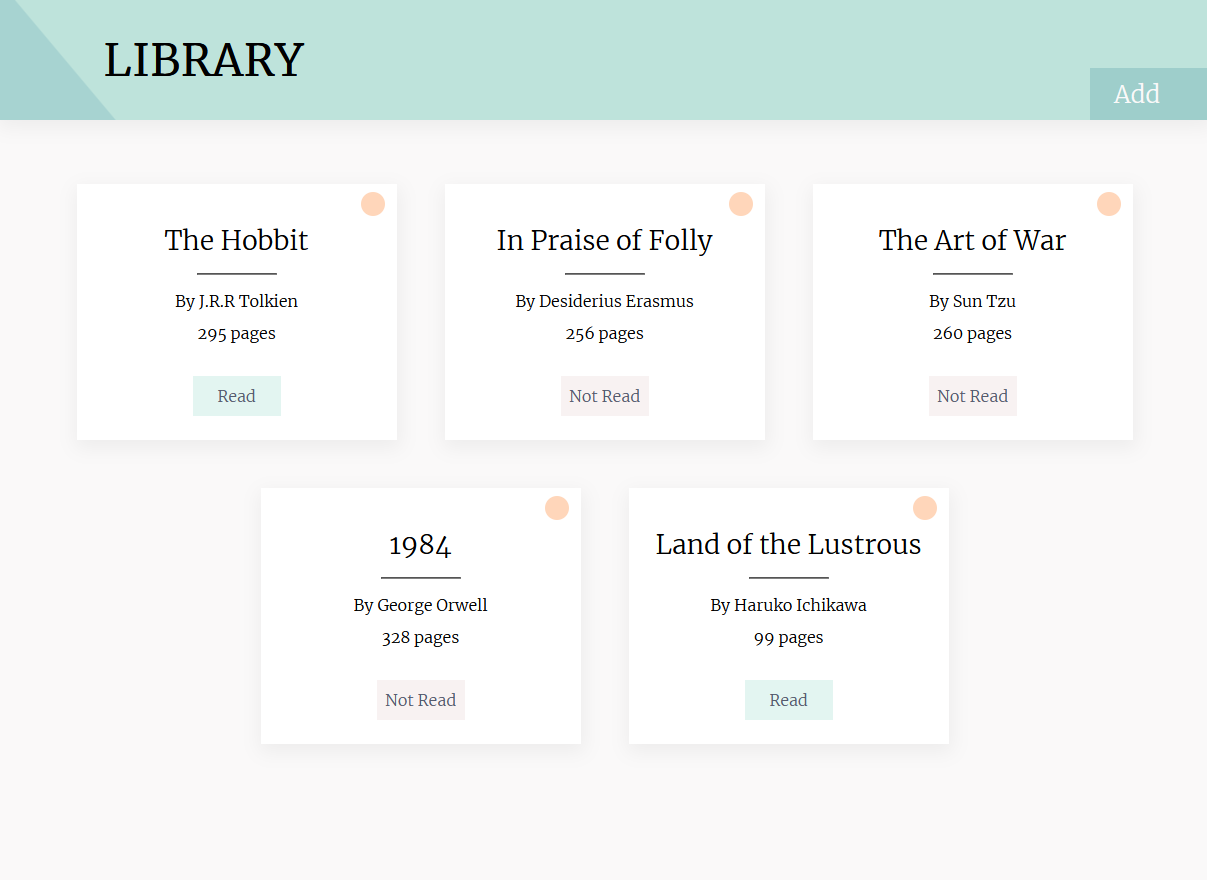 LIBRARY
Add
The Hobbit
By J.R.R Tolkien
295 pages
Read
In Praise of Folly
By Desiderius Erasmus
256 pages
Not Read
The Art of War
By Sun Tzu
260 pages
Not Read
1984
By George Orwell
328 pages
Not Read
Land of the Lustrous
By Haruko Ichikawa
99 pages
Read